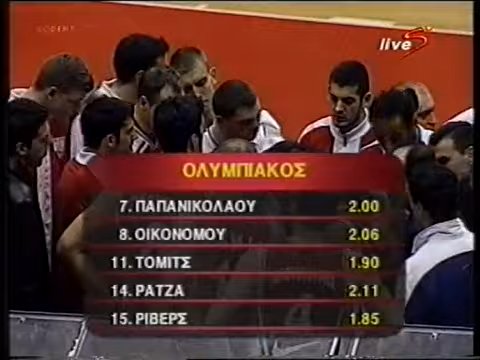 live S
ΟΛΥΜΠΙΑΚΟΣ
7. ΠΑΠΑΝΙΚΟΛΑΟΥ 2.00
8. ΟΙΚΟΝΟΜΟΥ 2.06
11. ΤΟΜΙΤΣ 1.90
14. ΡΑΤΖΑ 2.11
15. ΡΙΒΕΡΣ 1.85